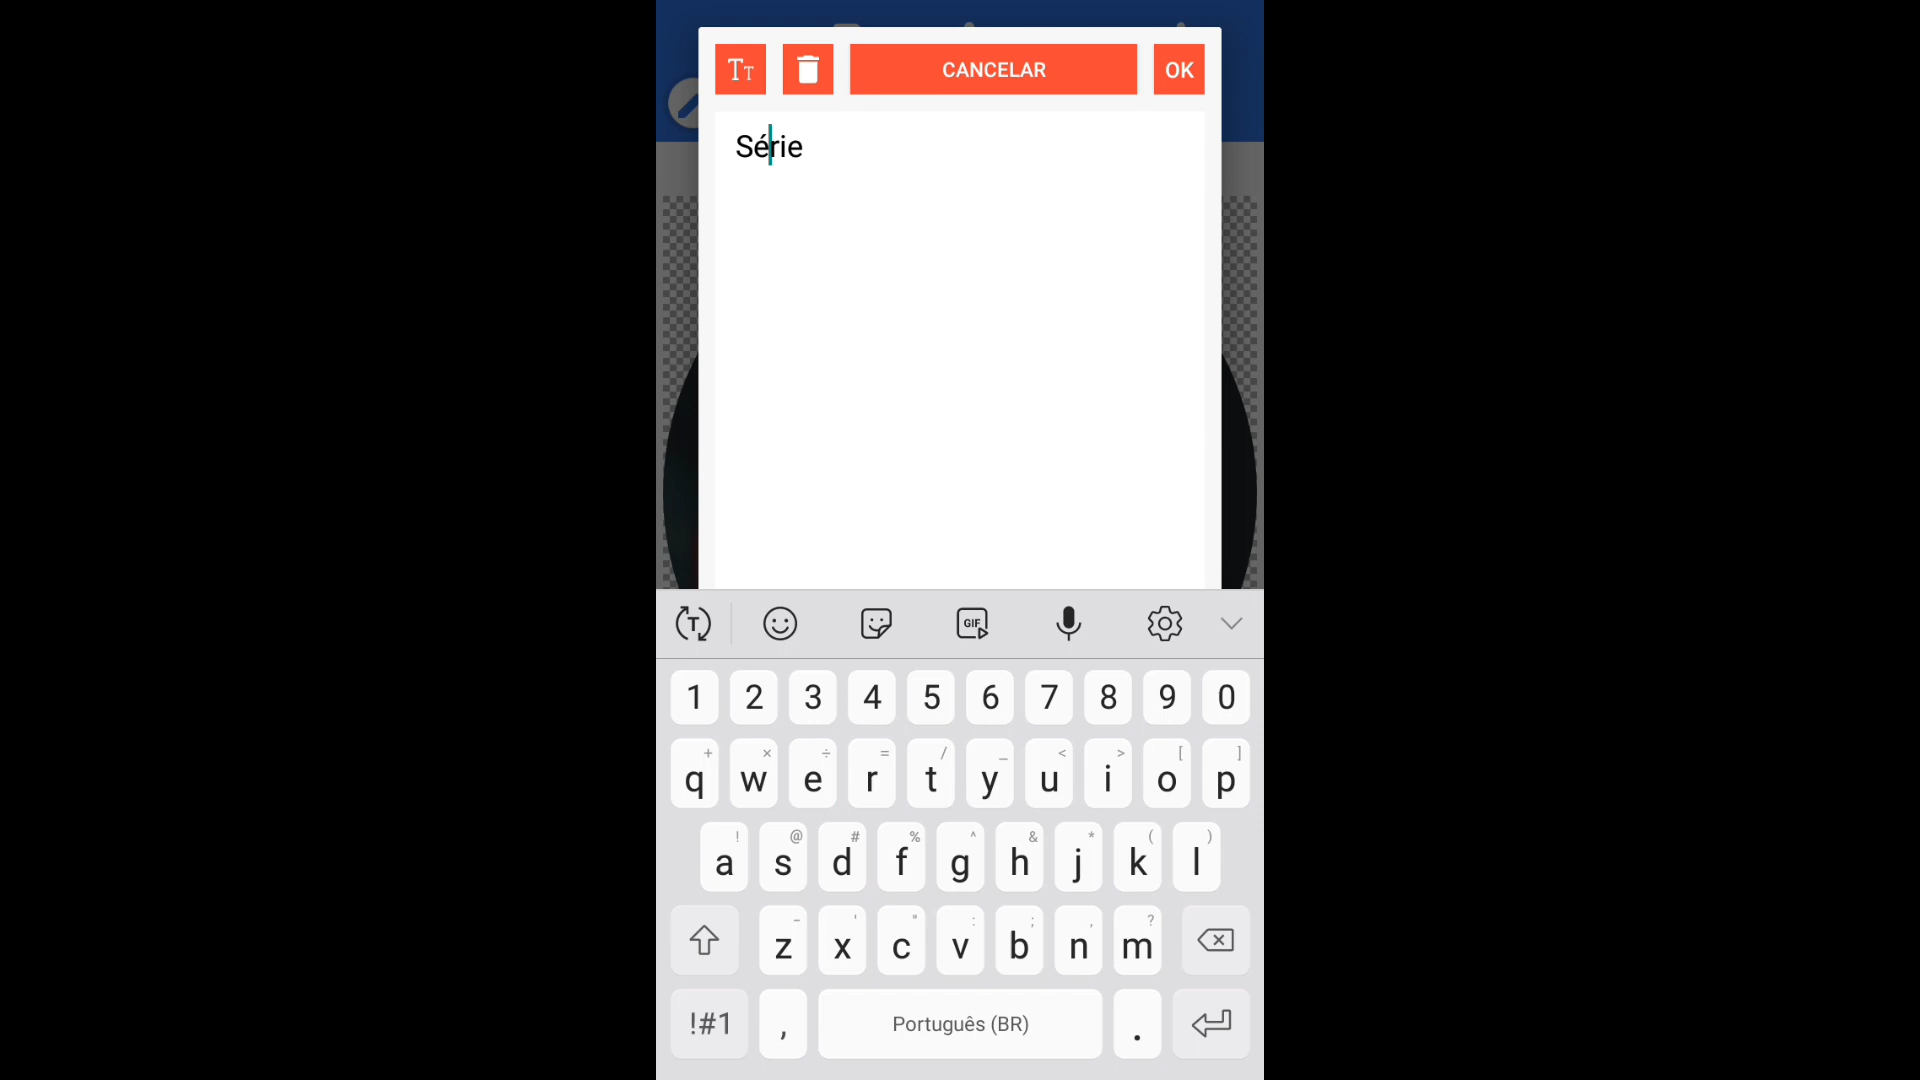 Tт CANCELAR OK
Série
T GIF
1 2 3 4 5 6 7 8 9 0
+ × ÷ = / _ < > [ ]
q w e r t y u i o p
! @ # % ^ & * ( )
a s d f g h j k l
- ' " : ; , ?
z x c v b n m
!#1 , Português (BR) .